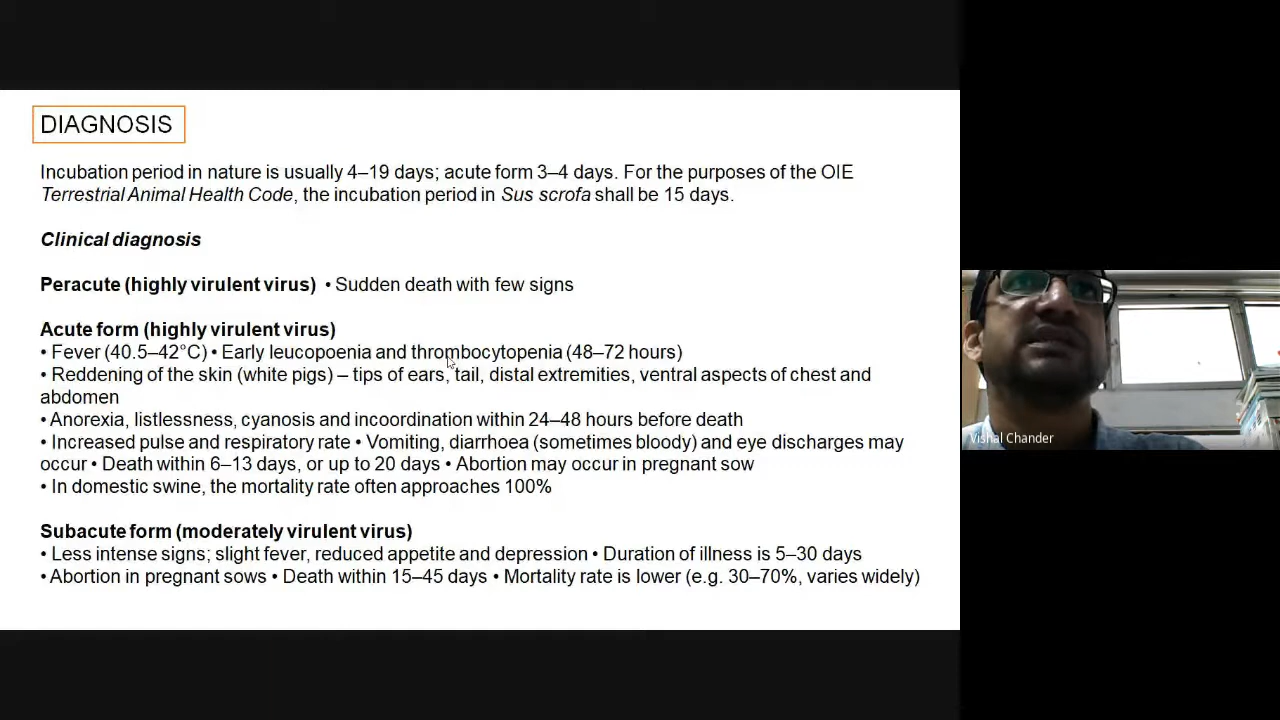 DIAGNOSIS
Incubation period in nature is usually 4–19 days; acute form 3–4 days. For the purposes of the OIE
Terrestrial Animal Health Code, the incubation period in Sus scrofa shall be 15 days.
Clinical diagnosis
Peracute (highly virulent virus) • Sudden death with few signs
Acute form (highly virulent virus)
• Fever (40.5–42°C) • Early leucopoenia and thrombocytopenia (48–72 hours)
• Reddening of the skin (white pigs) – tips of ears, tail, distal extremities, ventral aspects of chest and
abdomen
• Anorexia, listlessness, cyanosis and incoordination within 24–48 hours before death
• Increased pulse and respiratory rate • Vomiting, diarrhoea (sometimes bloody) and eye discharges may
occur • Death within 6–13 days, or up to 20 days • Abortion may occur in pregnant sow
• In domestic swine, the mortality rate often approaches 100%
Subacute form (moderately virulent virus)
• Less intense signs; slight fever, reduced appetite and depression • Duration of illness is 5–30 days
• Abortion in pregnant sows • Death within 15–45 days • Mortality rate is lower (e.g. 30–70%, varies widely)
Vishal Chander